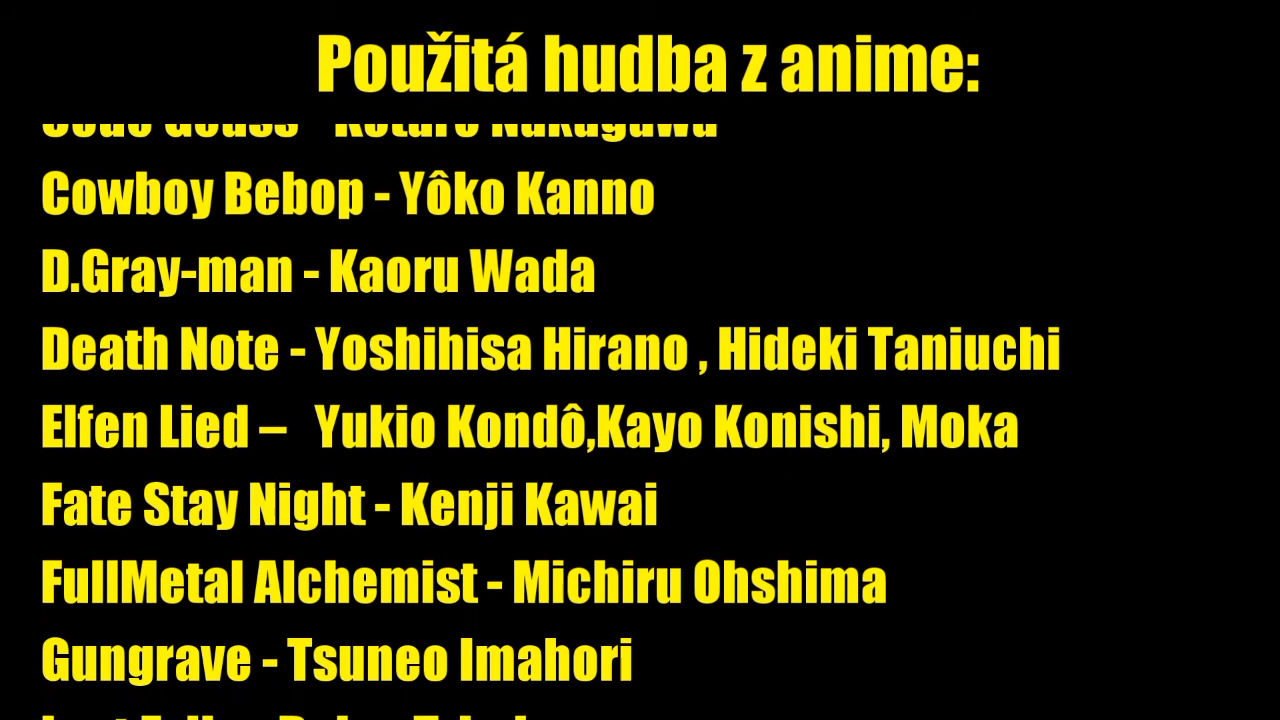 Použitá hudba z anime:
Cowboy Bebop - Yôko Kanno
D.Gray-man - Kaoru Wada
Death Note - Yoshihisa Hirano , Hideki Taniuchi
Elfen Lied – Yukio Kondô,Kayo Konishi, Moka
Fate Stay Night - Kenji Kawai
FullMetal Alchemist - Michiru Ohshima
Gungrave - Tsuneo Imahori